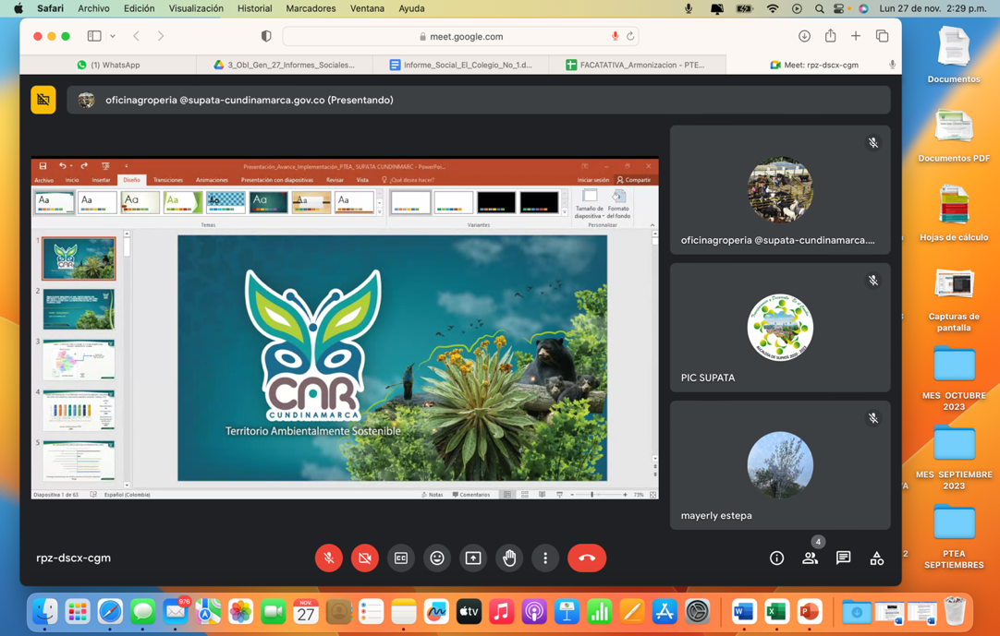 Safari Archivo Edición Visualización Historial Marcadores Ventana Ayuda
Lun 27 de nov. 2:29 p.m.
meet.google.com
(1) WhatsApp
3_Obl_Gen_27_Informes_Sociales...
Informe_Social_El_Colegio_No_1.d...
FACATATIVA_Armonizacion - PTE...
Meet: rpz-dscx-cgm
oficinagroperia @supata-cundinamarca.gov.co (Presentando)
Presentación_Avance_Implementación_PTEA_ SUPATA CUNDINMARC - PowerPoi...
Archivo Inicio Insertar Diseño Transiciones Animaciones Presentación con diapositivas Revisar Vista ¿Qué desea hacer? Iniciar sesión Compartir
Aa Aa Aa Aa Aa Aa Aa Aa
Tamaño de diapositiva
Formato del fondo
Temas
Variantes
Personalizar
1
2
3
4
5
CAR
CUNDINAMARCA
Territorio Ambientalmente Sostenible
Diapositiva 1 de 63
Español (Colombia)
Notas
Comentarios
73%
oficinagroperia @supata-cundinamarca....
PIC SUPATA
mayerly estepa
rpz-dscx-cgm
CC
4
Documentos
Documentos PDF
Hojas de cálculo
Capturas de
pantalla
MES OCTUBRE
2023
MES SEPTIEMBRE
2023
PTEA
SEPTIEMBRES
976
NOV.
27
tv
W
X
P